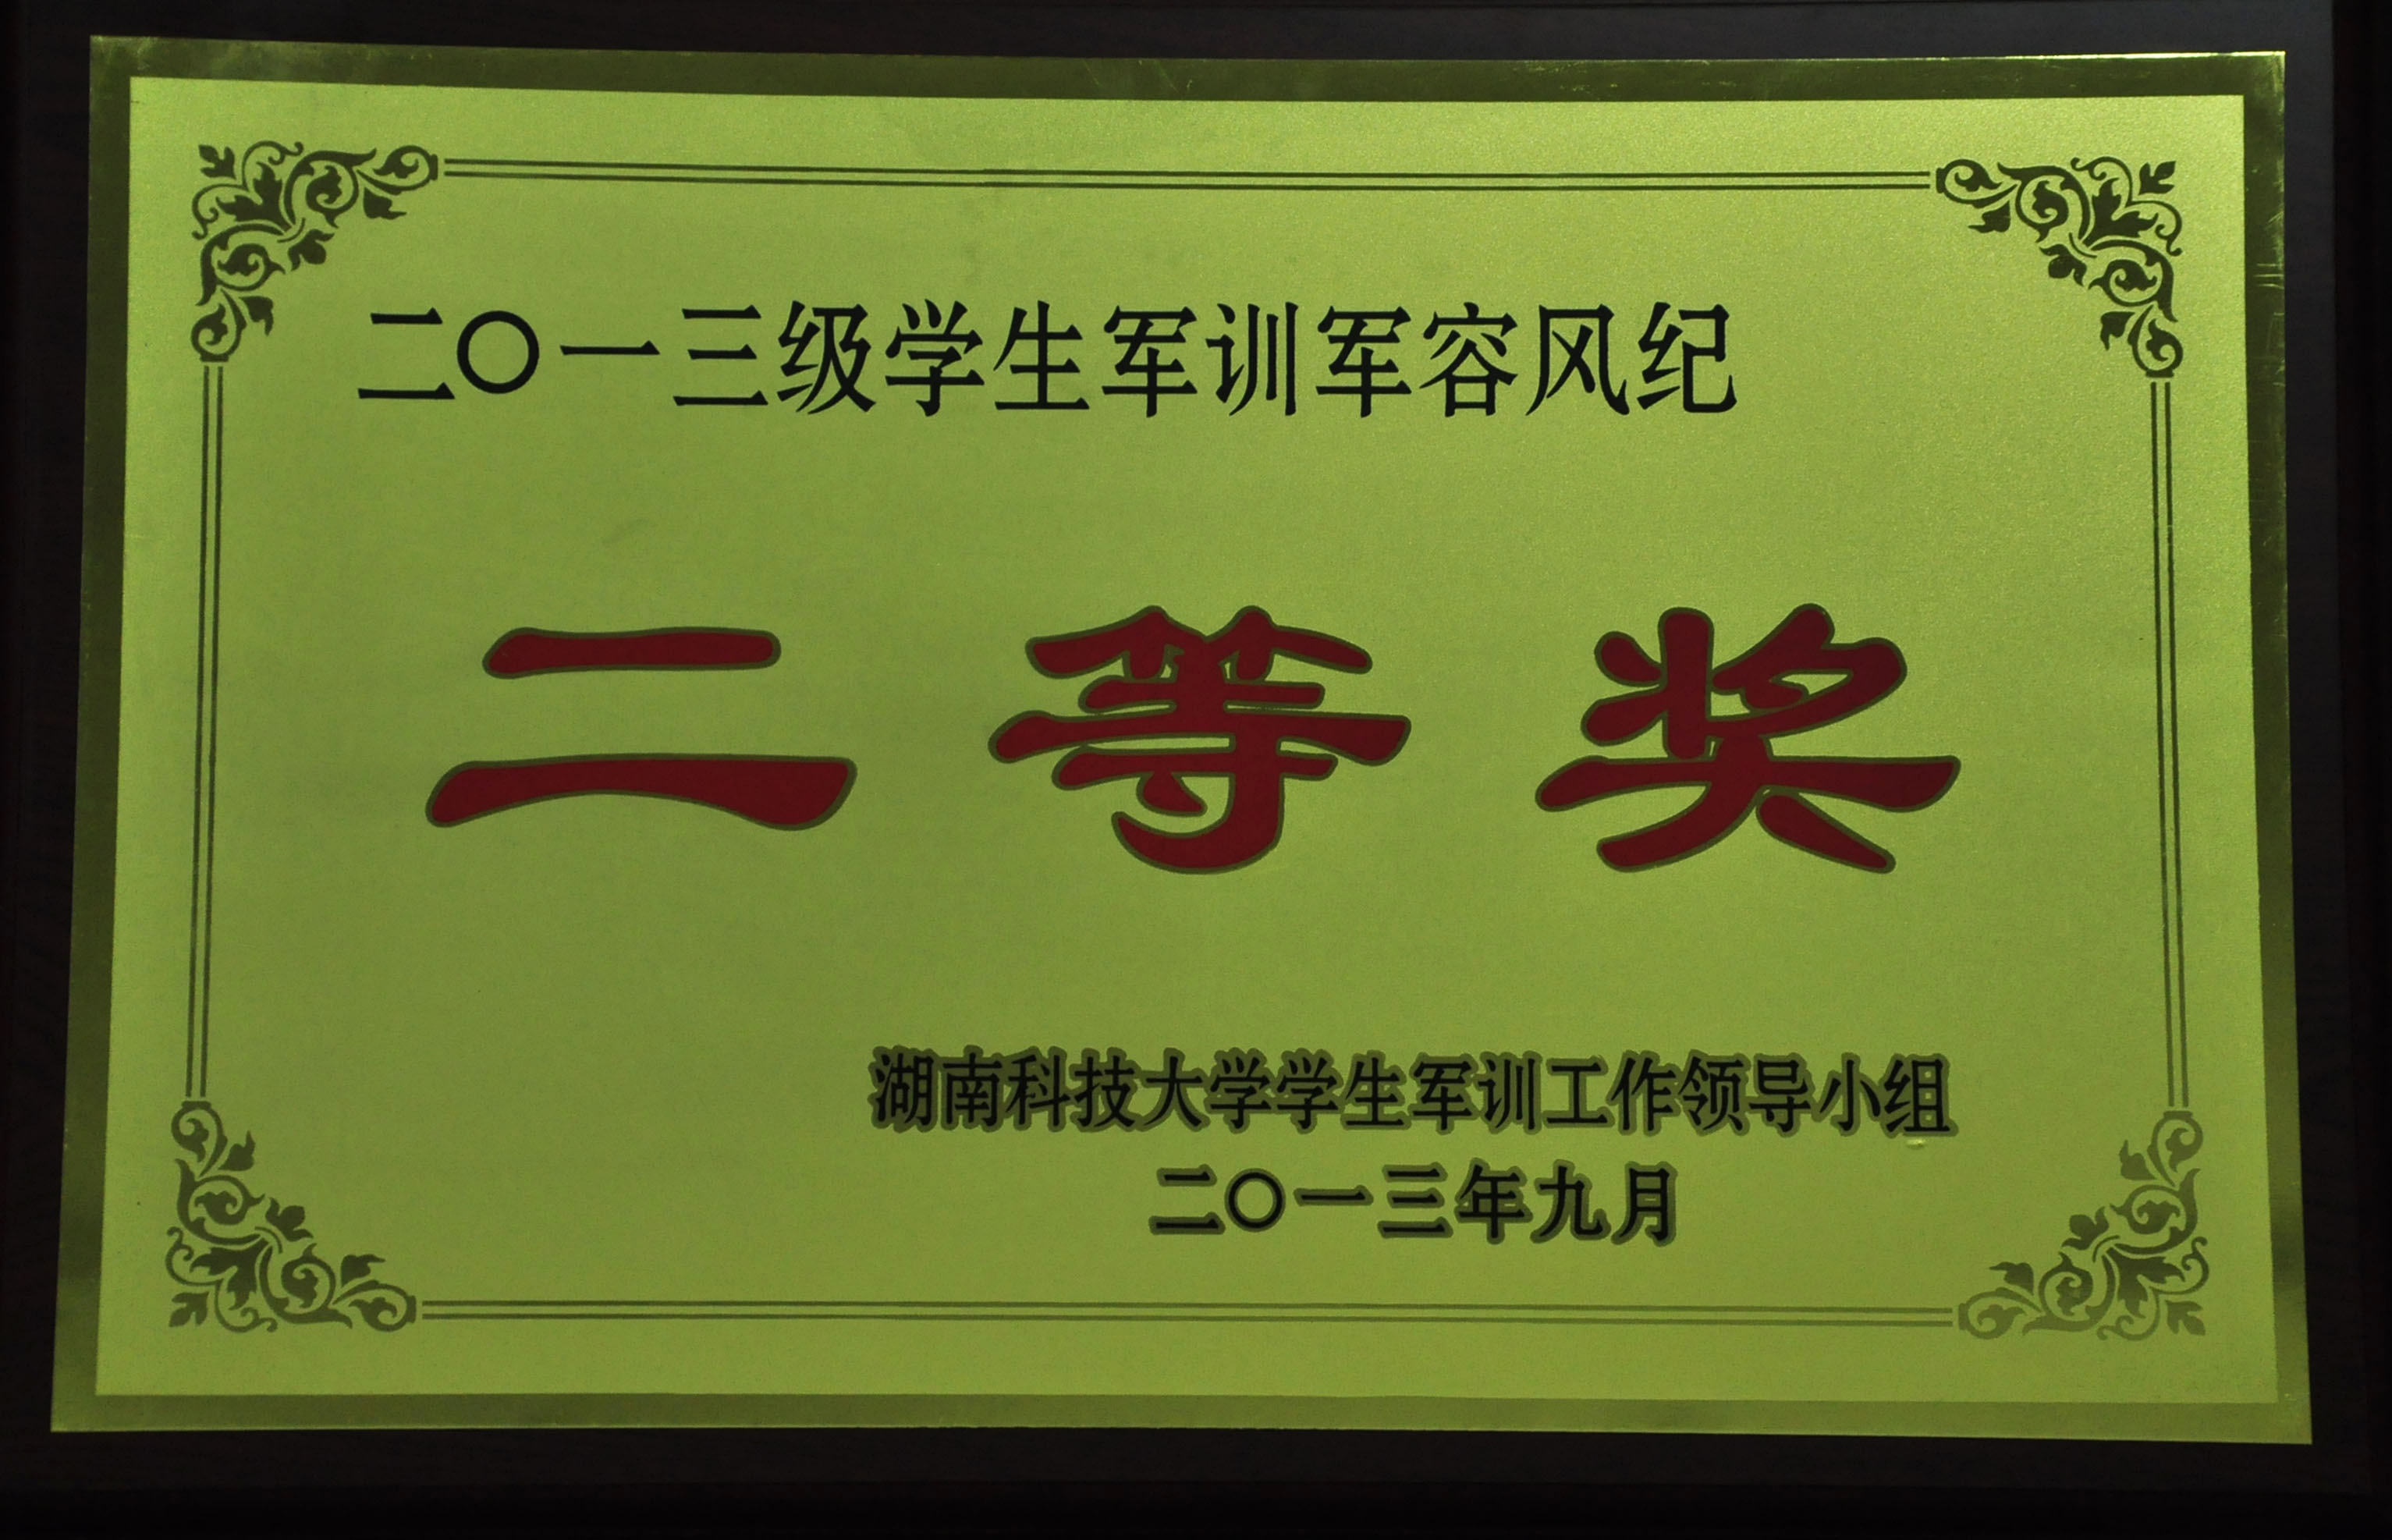 二〇一三级学生军训军容风纪
二等奖
湖南科技大学学生军训工作领导小组
二〇一三年九月